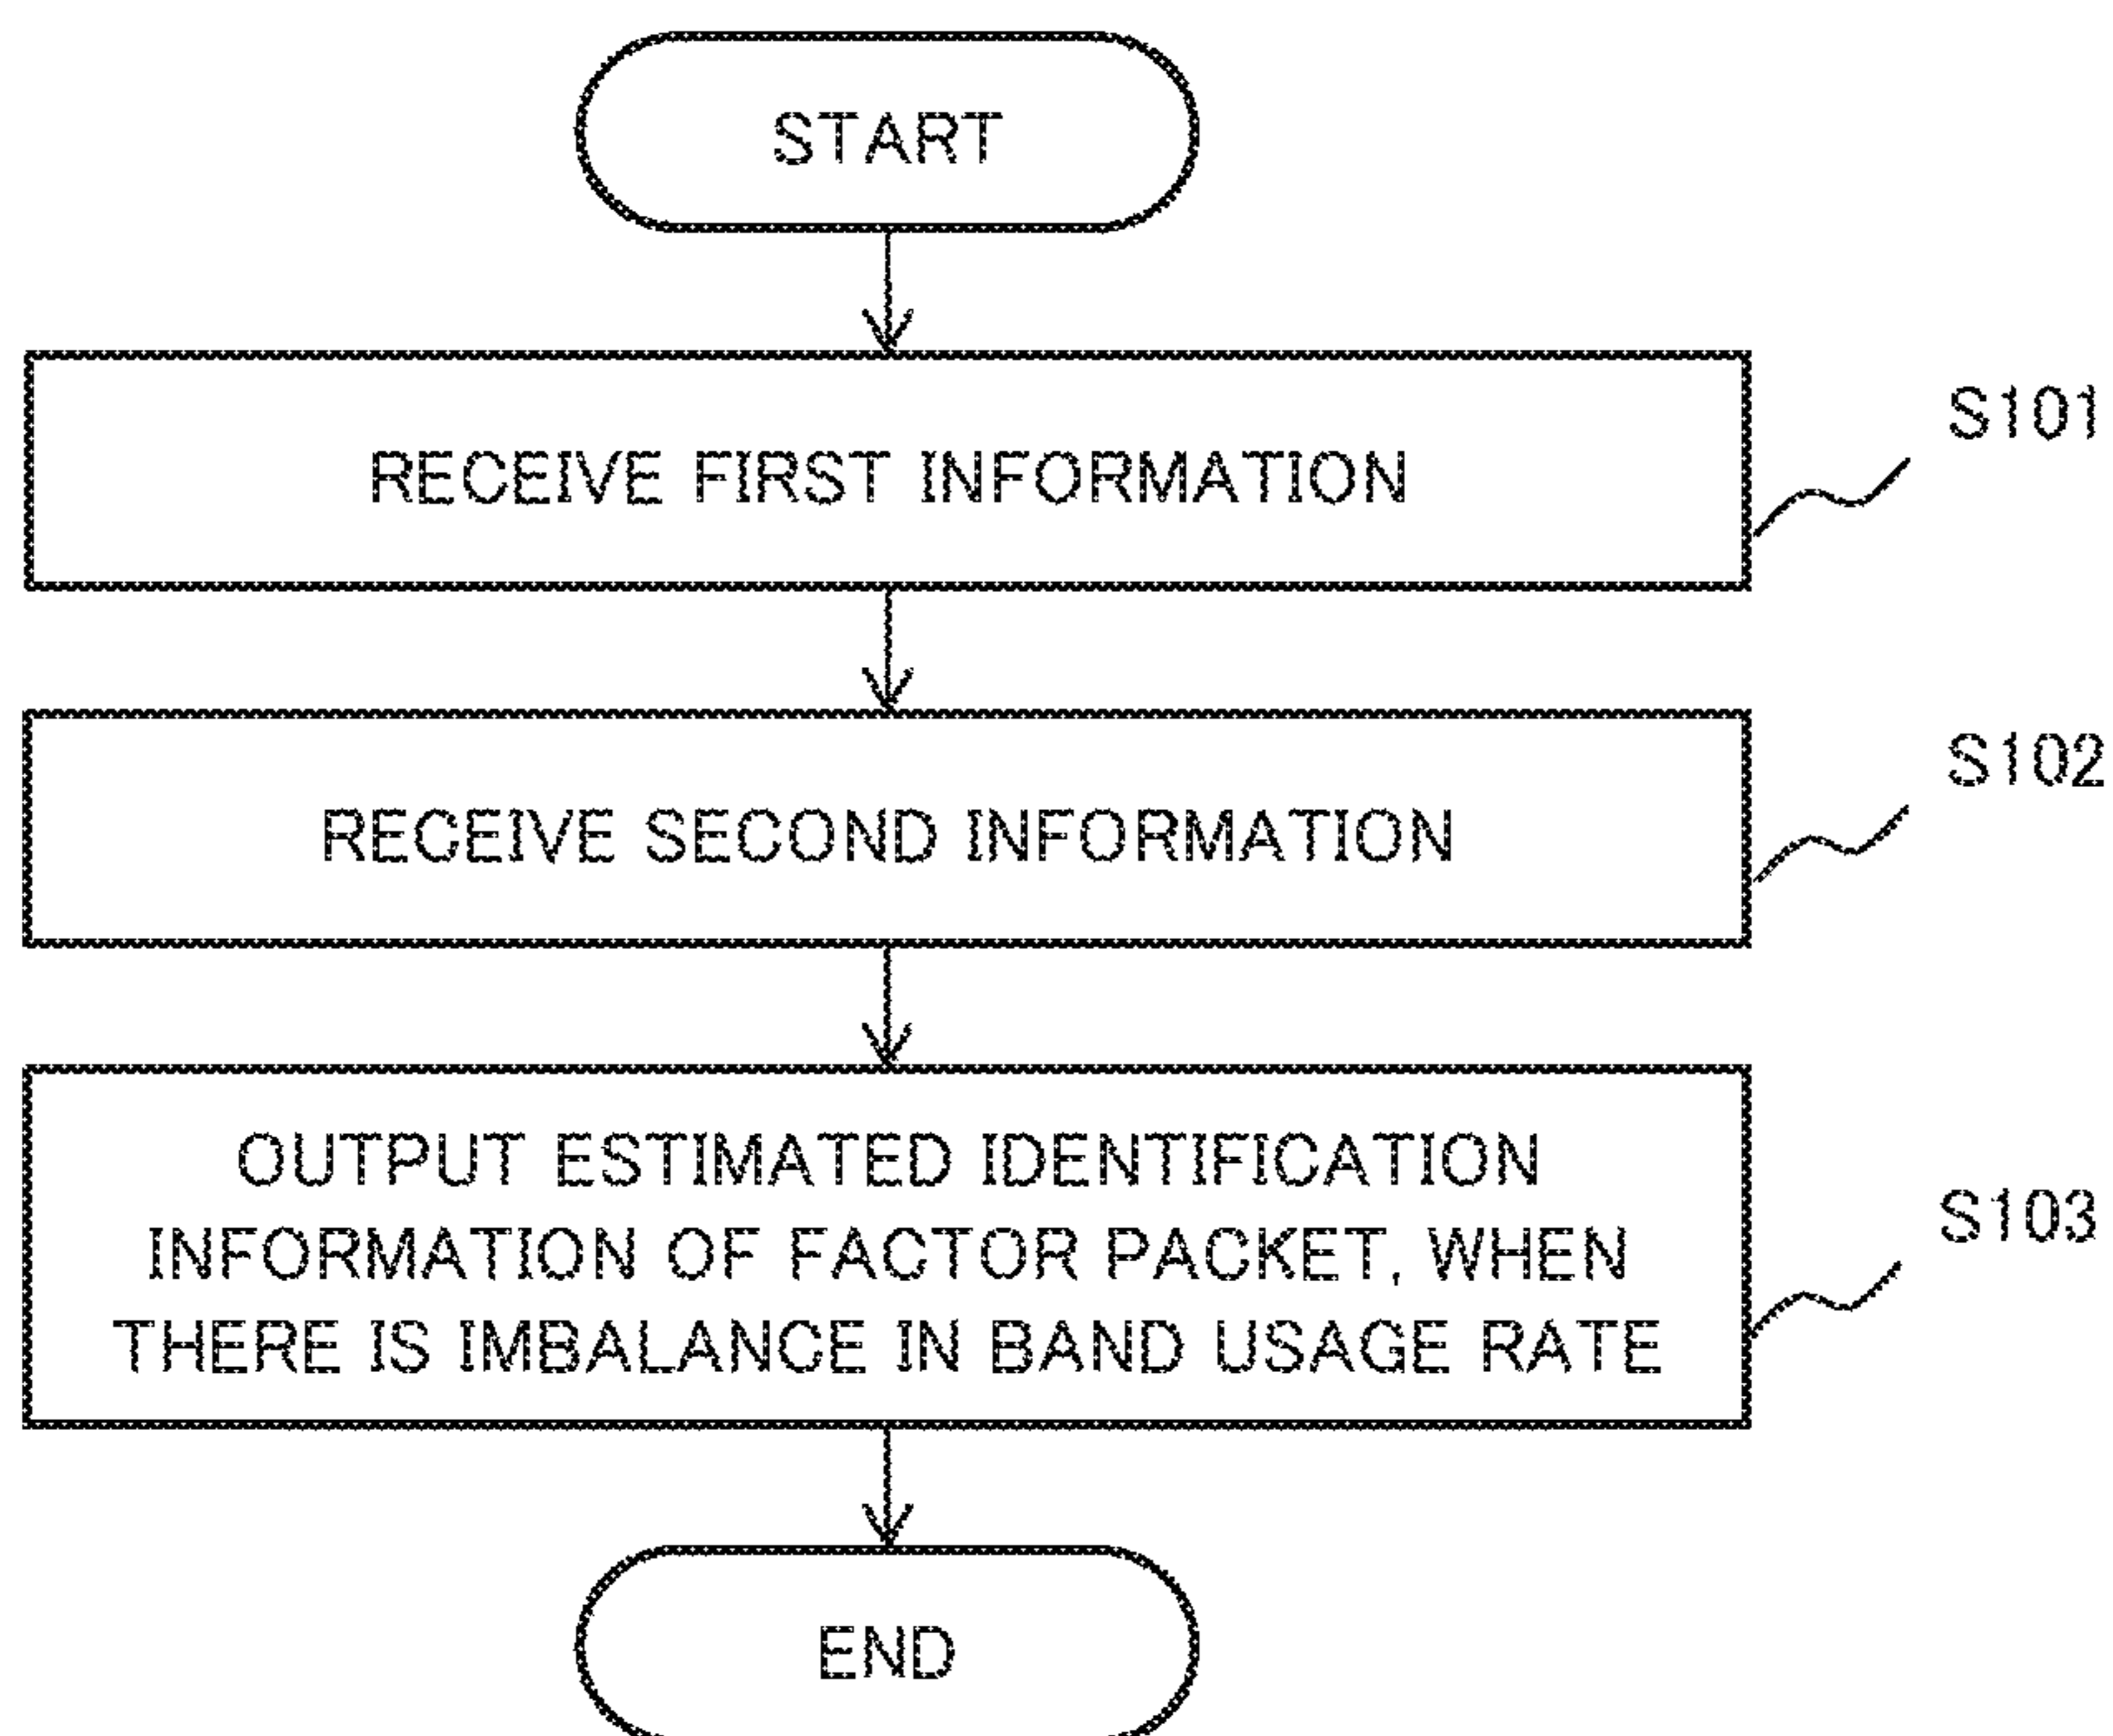 START
RECEIVE FIRST INFORMATION
S101
RECEIVE SECOND INFORMATION
S102
OUTPUT ESTIMATED IDENTIFICATION
INFORMATION OF FACTOR PACKET, WHEN
THERE IS IMBALANCE IN BAND USAGE RATE
S103
END